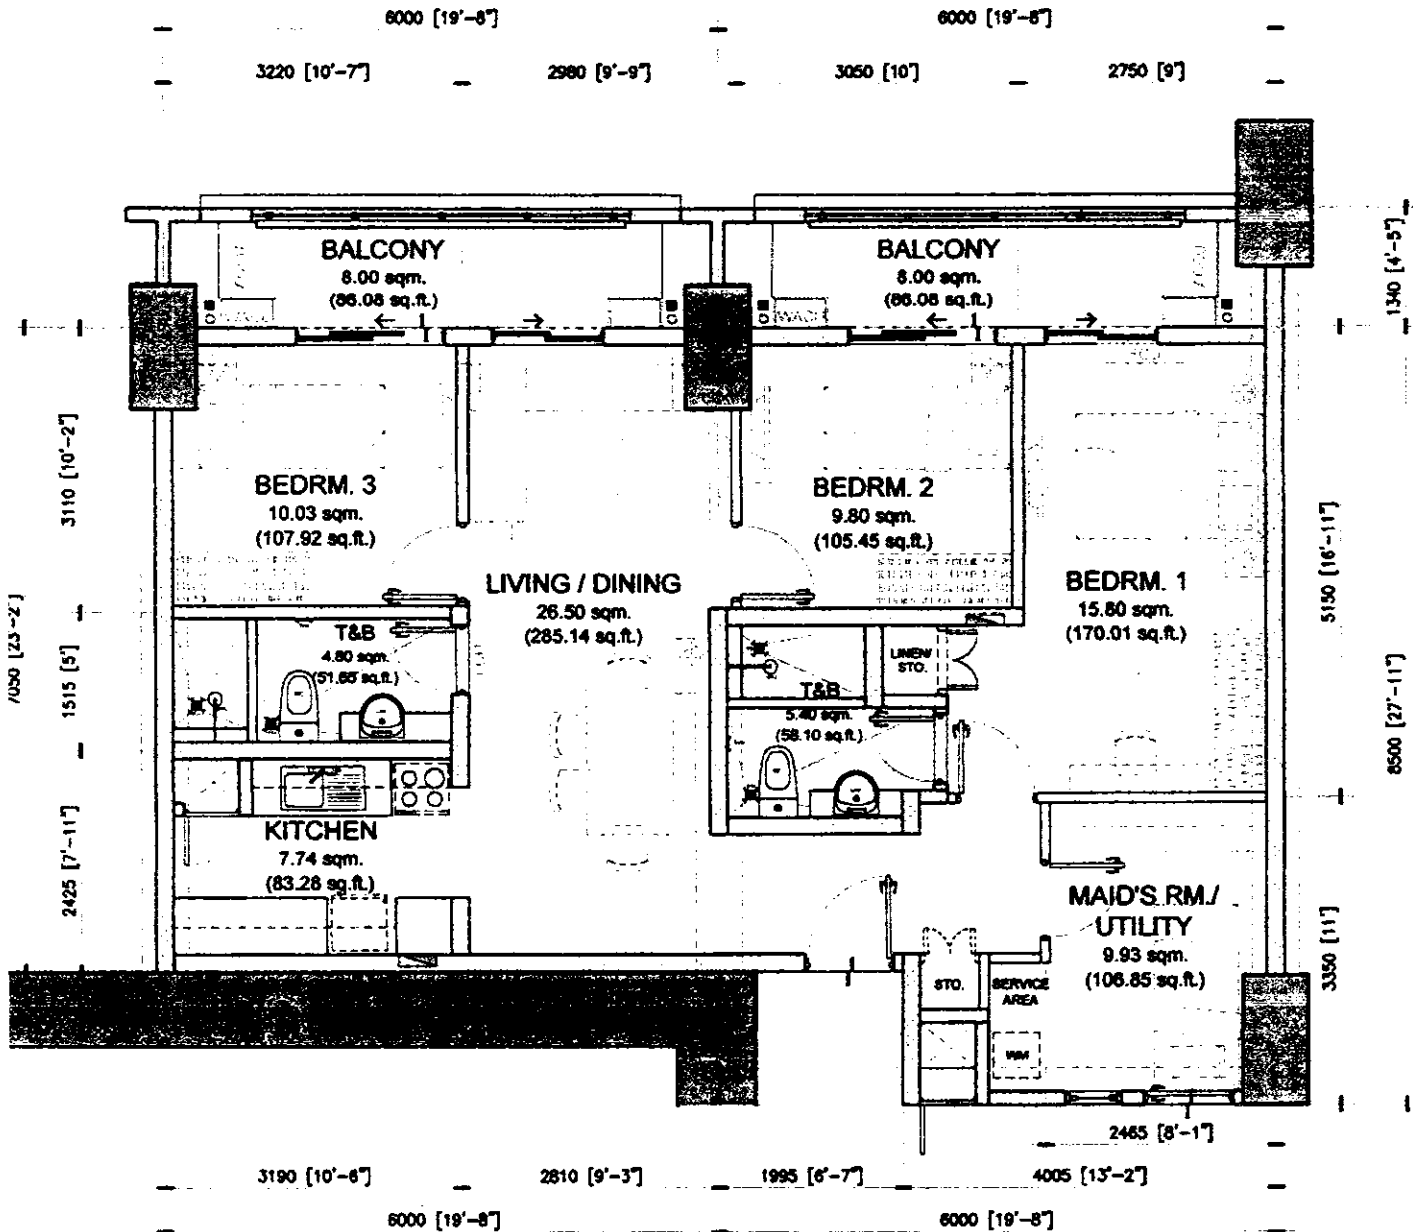 6000 [19'-8"]
6000 [19'-8"]
3220 [10'-7"]
2980 [9'-9"]
3050 [10']
2750 [9']
BALCONY
8.00 sqm.
(86.08 sq.ft.)
BALCONY
8.00 sqm.
(86.08 sq.ft.)
1340 [4'-5"]
WACU
3110 [10'-2"]
BEDRM. 3
10.03 sqm.
(107.92 sq.ft.)
BEDRM. 2
9.80 sqm.
(105.45 sq.ft.)
LIVING / DINING
26.50 sqm.
(285.14 sq.ft.)
BEDRM. 1
15.80 sqm.
(170.01 sq.ft.)
5150 [16'-11"]
7050 [23'-2"]
1515 [5']
T&B
4.80 sqm.
(51.65 sq.ft.)
LINEN/
STO.
T&B
5.40 sqm.
(58.10 sq.ft.)
8500 [27'-11"]
2425 [7'-11"]
KITCHEN
7.74 sqm.
(83.28 sq.ft.)
MAID'S RM./
UTILITY
9.93 sqm.
(106.85 sq.ft.)
3350 [11']
STO.
SERVICE
AREA
WM
2465 [8'-1"]
3190 [10'-6"]
2810 [9'-3"]
1995 [6'-7"]
4005 [13'-2"]
6000 [19'-8"]
6000 [19'-8"]